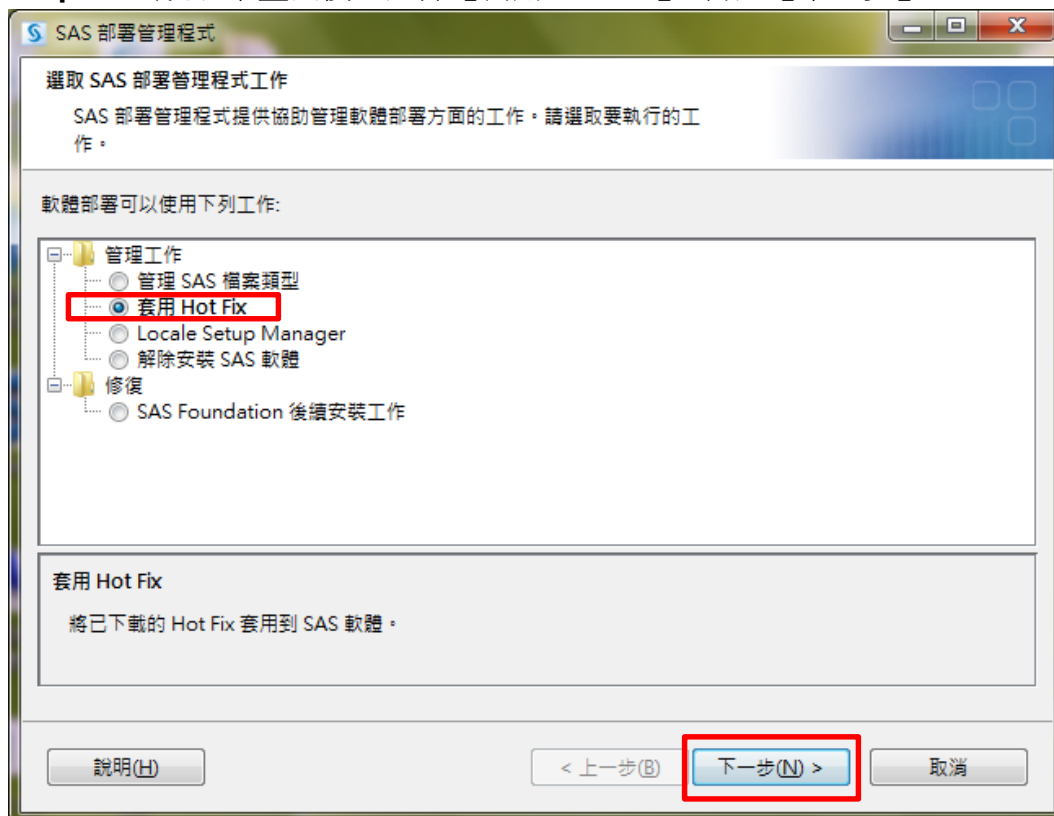 SAS 部署管理程式
選取 SAS 部署管理程式工作
SAS 部署管理程式提供協助管理軟體部署方面的工作。請選取要執行的工
作。
軟體部署可以使用下列工作:
管理工作
管理 SAS 檔案類型
套用 Hot Fix
Locale Setup Manager
解除安裝 SAS 軟體
修復
SAS Foundation 後續安裝工作
套用 Hot Fix
將已下載的 Hot Fix 套用到 SAS 軟體。
說明(H)
< 上一步(B)
下一步(N) >
取消